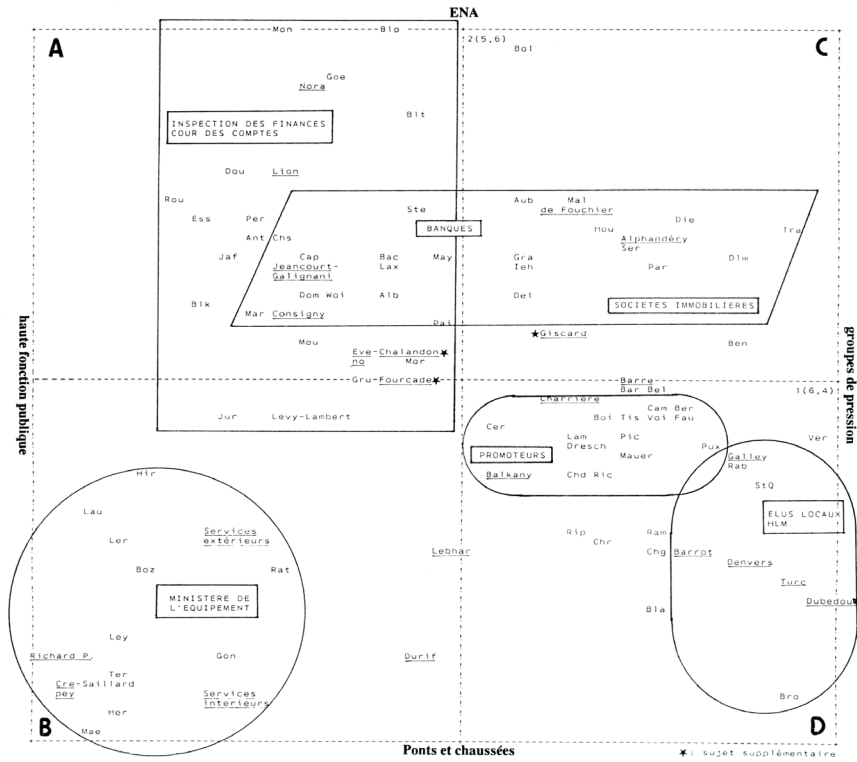 ENA
A
Mon
Blo
2(5,6)
C
Bol
Goe
Nora
Blt
INSPECTION DES FINANCES
COUR DES COMPTES
Dou
Lion
Rou
Ste
Aub
Mal
de Fouchier
Ess
Per
BANQUES
Hou
Die
Tra
Ant
Chs
Alphandéry
Ser
Jaf
Cap
Bac
May
Gra
Dlm
Jeancourt-
Galignani
Lax
Ieh
Par
Dom Woi
Alb
Del
SOCIETES IMMOBILIERES
Blk
Mar
Consigny
Pai
★Giscard
Mou
Ben
Eve-Chalandon★
no
Mor
haute fonction publique
groupes de pression
Gru-Fourcade★
Barre
Bar Bel
1(6,4)
Charrière
Cam Ber
Jur
Levy-Lambert
Boi Tis Voi Fau
Cer
Lam
Pic
Ver
Dresch
Pux
PROMOTEURS
Mauer
Galley
Rab
Hir
Balkany
Chd Ric
StQ
Lau
ELUS LOCAUX
HLM
Services
extérieurs
Ler
Rip
Chr
Ram
Lebhar
Chg
Barrot
Denvers
Boz
Rat
Turc
MINISTERE DE
L'EQUIPEMENT
Dubedou
Bla
Ley
Richard P.
Gon
Durif
Ter
Cre-Saillard
pey
Services
intérieurs
Bro
Her
B
D
Mae
Ponts et chaussées
★: sujet supplémentaire